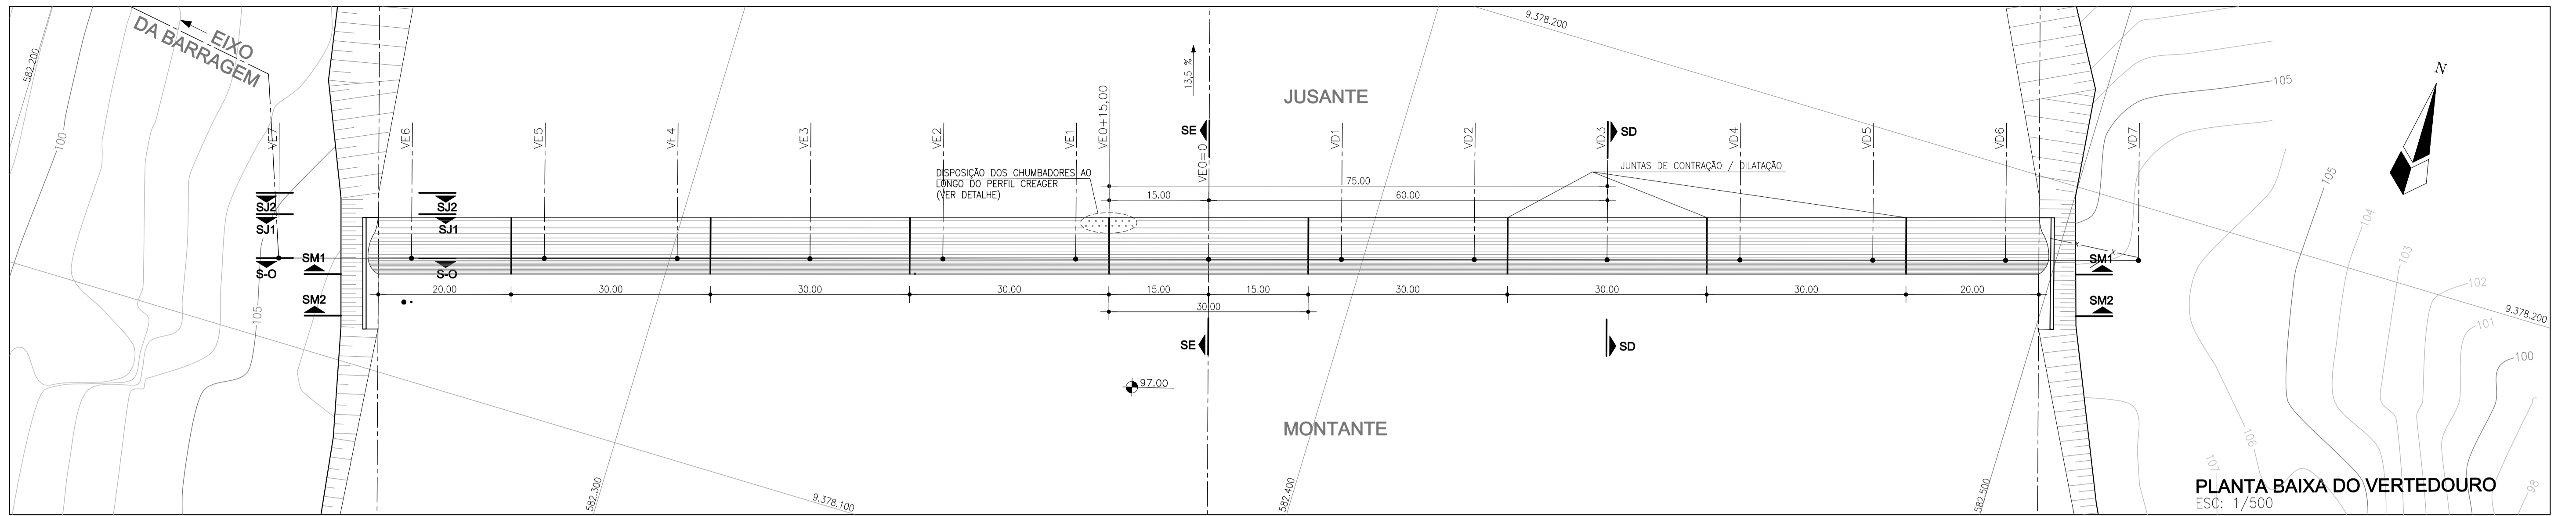 582.200
100
EIXO
DA BARRAGEM
VE7
VE6
VE5
VE4
VE3
VE2
VE1
VE0+15,00
13,5 %
SE
VE0=0
JUSANTE
VD1
VD2
VD3
SD
VD4
VD5
VD6
VD7
9.378.200
105
N
DISPOSIÇÃO DOS CHUMBADORES AO
LONGO DO PERFIL CREAGER
(VER DETALHE)
JUNTAS DE CONTRAÇÃO / DILATAÇÃO
75.00
15.00
60.00
SJ2
SJ1
SJ2
SJ1
SM1
S-O
S-O
SM2
SM1
SM2
x
x
x
20.00
30.00
30.00
30.00
15.00
15.00
30.00
30.00
30.00
20.00
30.00
SE
SD
97.00
MONTANTE
105
105
104
103
102
101
100
98
106
107
9.378.200
582.300
9.378.100
582.400
582.500
PLANTA BAIXA DO VERTEDOURO
ESC: 1/500